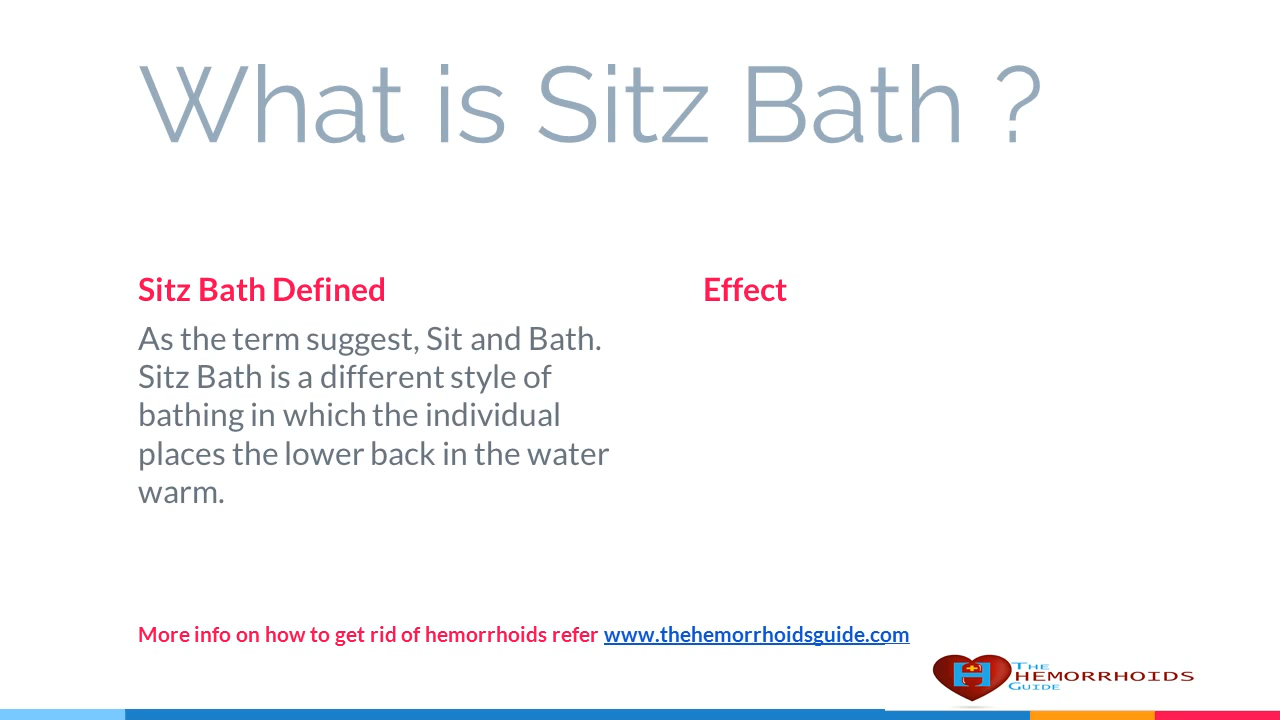 What is Sitz Bath ?
Sitz Bath Defined
As the term suggest, Sit and Bath.
Sitz Bath is a different style of
bathing in which the individual
places the lower back in the water
warm.
Effect
More info on how to get rid of hemorrhoids refer www.thehemorrhoidsguide.com
H
THE
HEMORRHOIDS
GUIDE